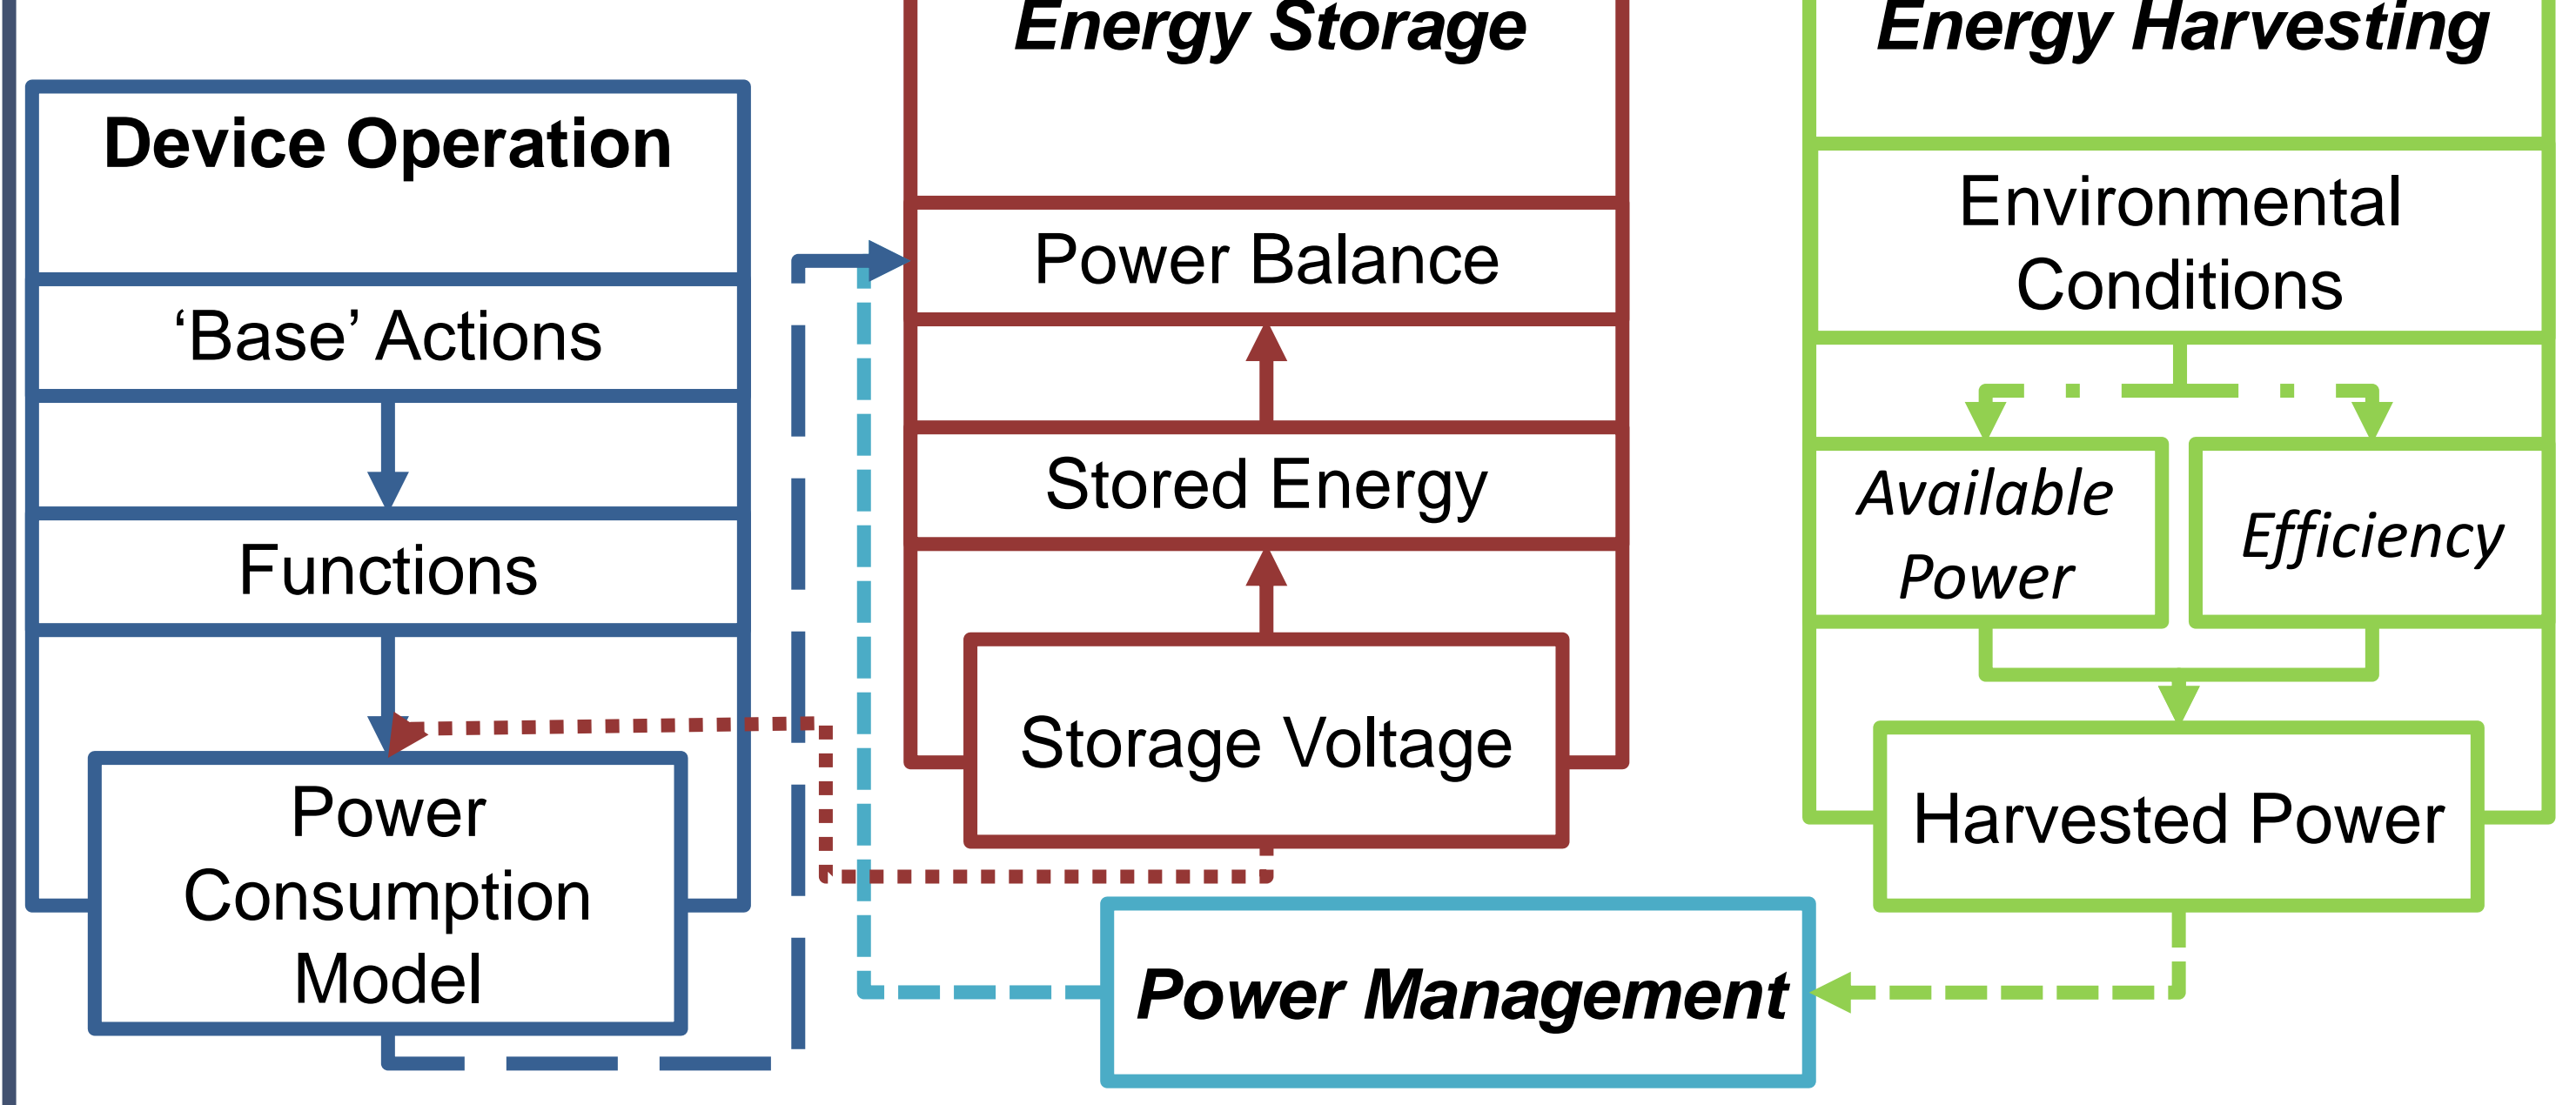 Device Operation
‘Base’ Actions
Functions
Power
Consumption
Model
Energy Storage
Power Balance
Stored Energy
Storage Voltage
Energy Harvesting
Environmental
Conditions
Available
Power
Efficiency
Harvested Power
Power Management